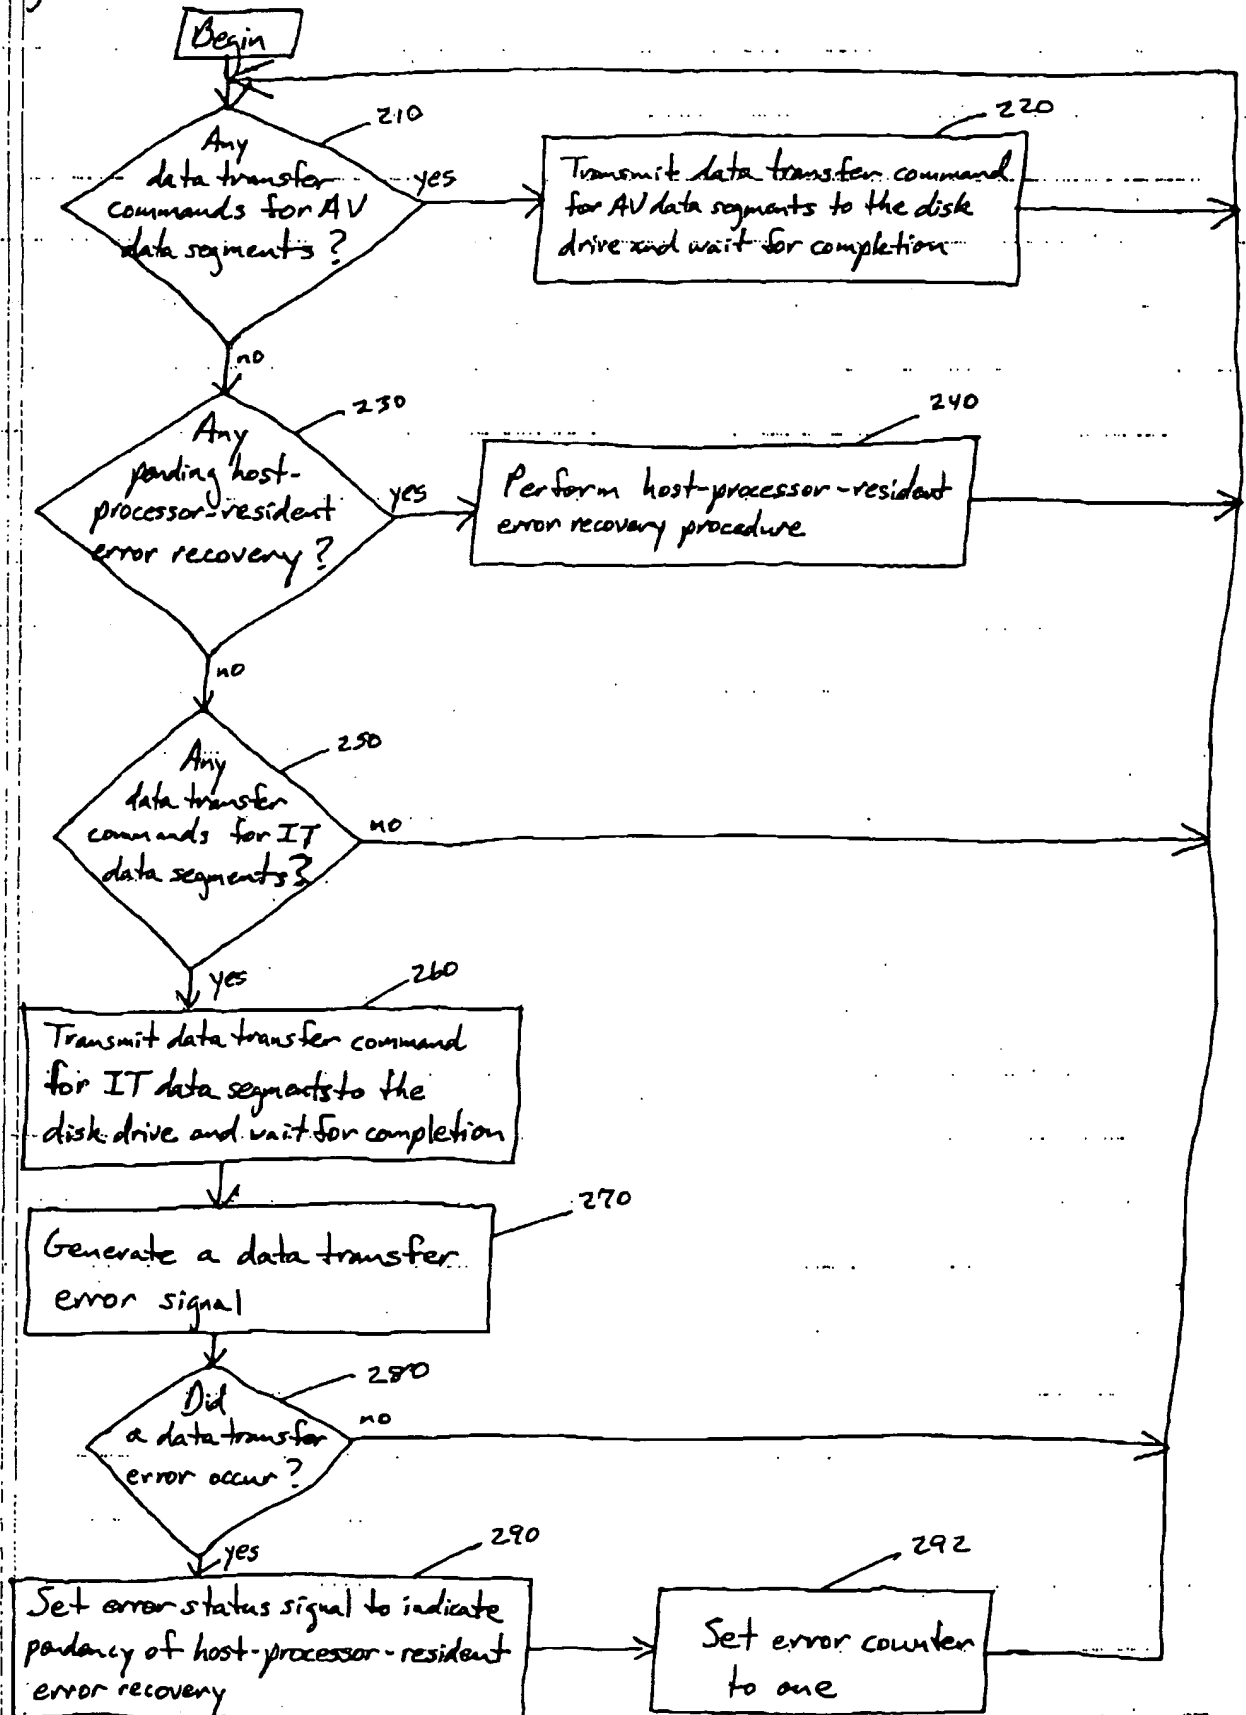 Begin
210
Any
data transfer
commands for AV
data segments?
yes
220
Transmit data transfer command
for AV data segments to the disk
drive and wait for completion
no
230
Any
pending host-
processor-resident
error recovery?
yes
240
Perform host-processor-resident
error recovery procedure
no
250
Any
data transfer
commands for IT
data segments?
no
yes
260
Transmit data transfer command
for IT data segments to the
disk drive and wait for completion
270
Generate a data transfer
error signal
280
Did
a data transfer
error occur?
no
yes
290
Set error status signal to indicate
pendancy of host-processor-resident
error recovery
292
Set error counter
to one